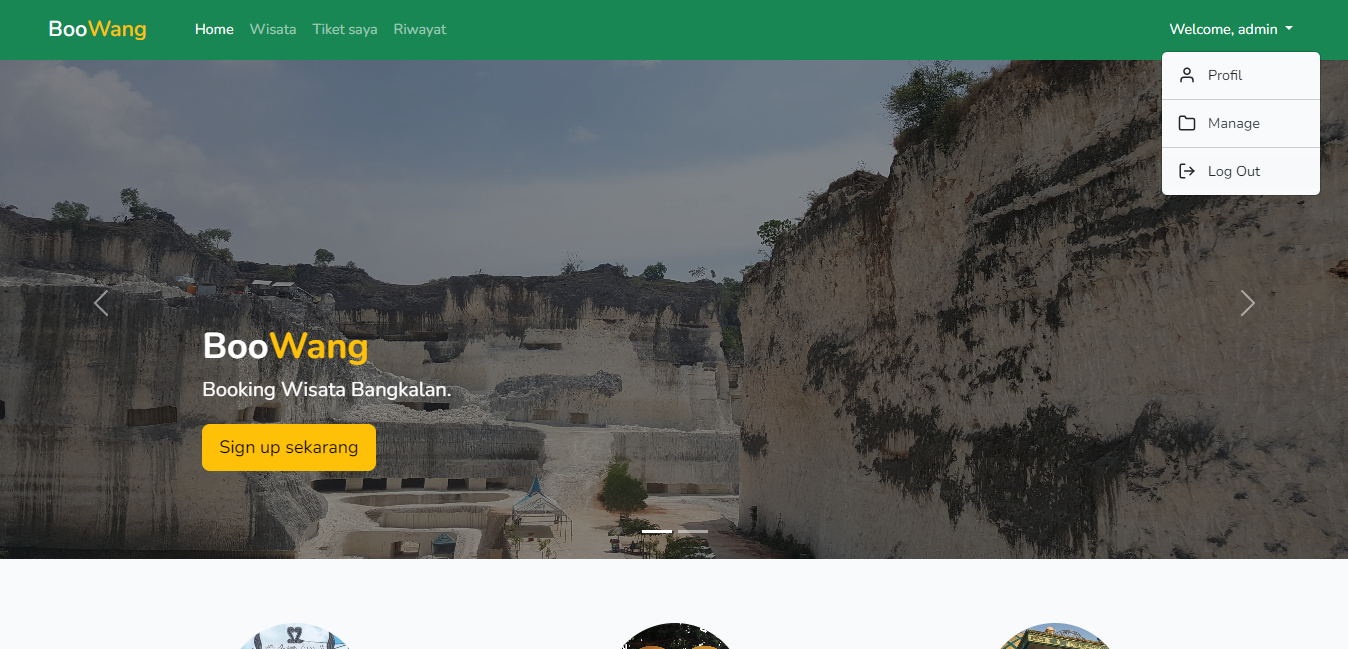 BooWang
Home Wisata Tiket saya Riwayat
Welcome, admin
Profil
Manage
Log Out
BooWang
Booking Wisata Bangkalan.
Sign up sekarang